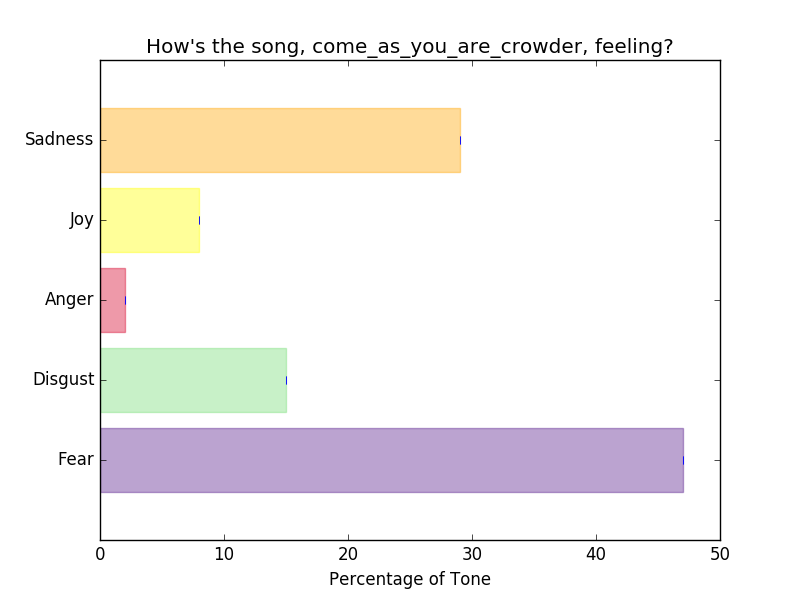 How's the song, come_as_you_are_crowder, feeling?
Sadness
Joy
Anger
Disgust
Fear
0 10 20 30 40 50
Percentage of Tone